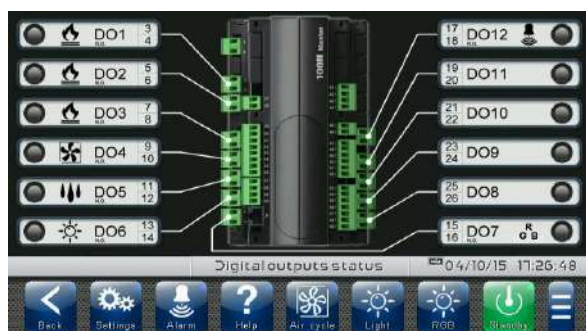 DO1 3 4
N.O.
DO2 5 6
N.O.
DO3 7 8
N.O.
DO4 9 10
N.O.
DO5 11 12
N.O.
DO6 13 14
N.O.
TOOM Master
17 18 DO12
N.O.
19 20 DO11
N.O.
21 22 DO10
N.O.
23 24 DO9
N.O.
25 26 DO8
N.O.
15 16 DO7 R G B
N.O.
Digital outputs status
04/10/15 17:26:48
Back
Settings
Alarm
Help
Air cycle
Light
RGB
Standby